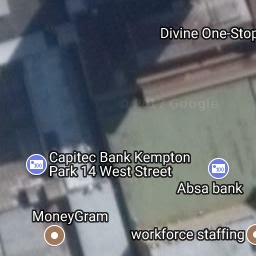 Divine One-Stop
Capitec Bank Kempton
Park 14 West Street
Absa bank
MoneyGram
workforce staffing